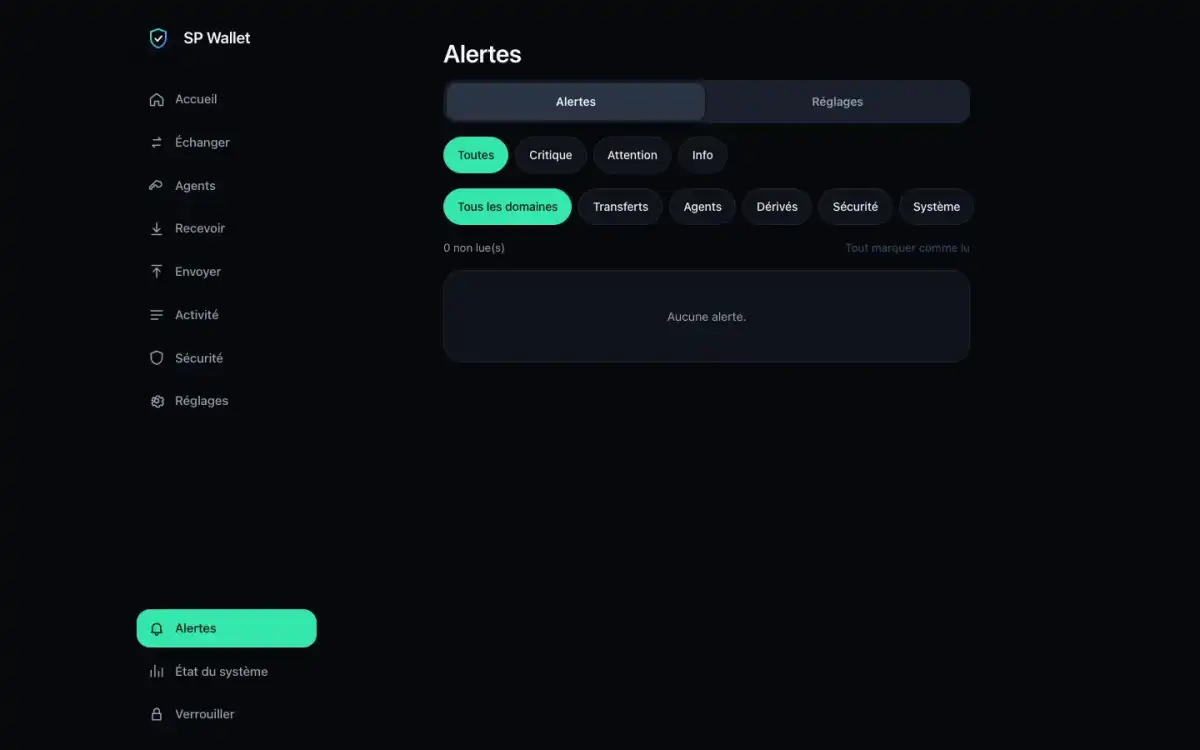 SP Wallet
Accueil
Échanger
Agents
Recevoir
Envoyer
Activité
Sécurité
Réglages
Alertes
État du système
Verrouiller
Alertes
Alertes Réglages
Toutes Critique Attention Info
Tous les domaines Transferts Agents Dérivés Sécurité Système
0 non lue(s) Tout marquer comme lu
Aucune alerte.